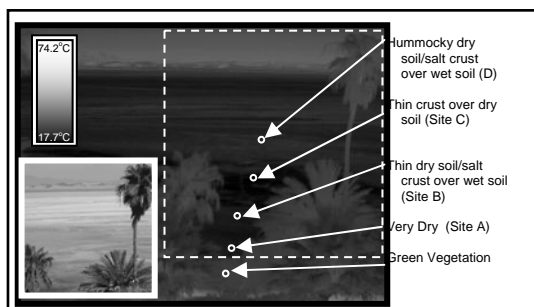 74.2°C
17.7°C
Hummocky dry
soil/salt crust
over wet soil (D)
Thin crust over dry
soil (Site C)
Thin dry soil/salt
crust over wet soil
(Site B)
Very Dry (Site A)
Green Vegetation